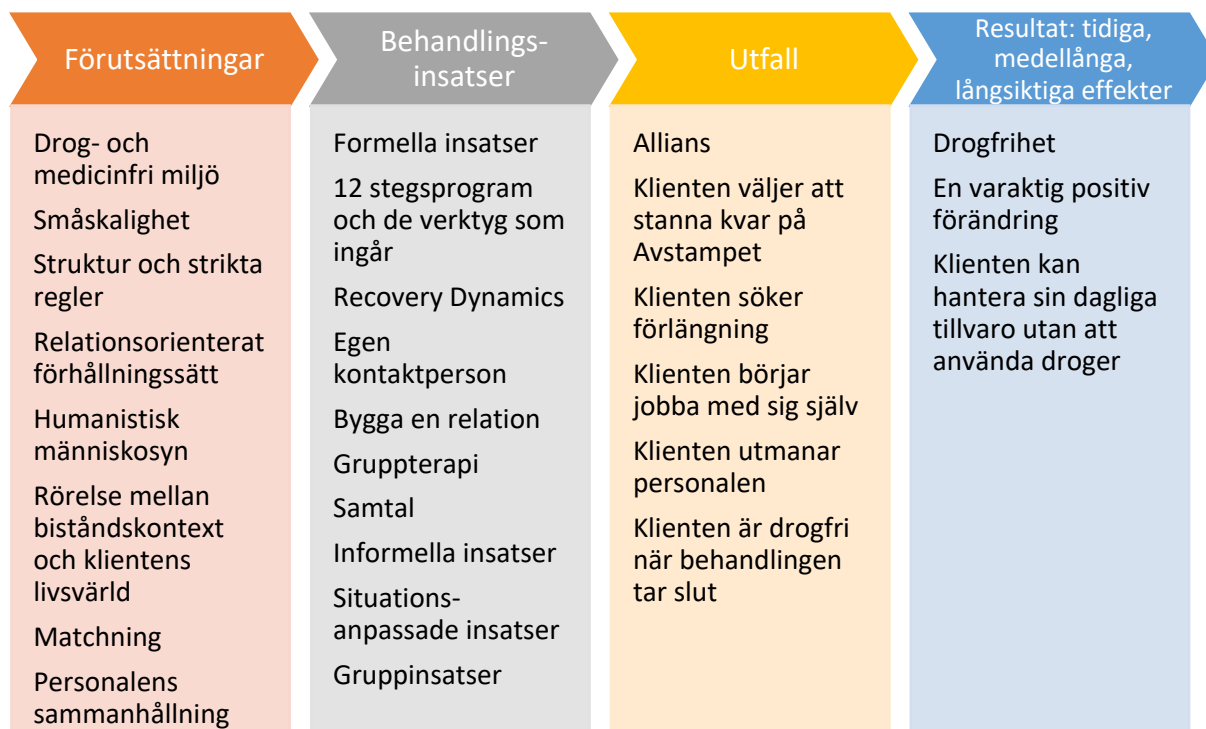 Förutsättningar
Drog- och
medicinfri miljö
Småskalighet
Struktur och strikta
regler
Relationsorienterat
förhållningssätt
Humanistisk
människosyn
Rörelse mellan
biståndskontext
och klientens
livsvärld
Matchning
Personalens
sammanhållning
Behandlings-
insatser
Formella insatser
12 stegsprogram
och de verktyg som
ingår
Recovery Dynamics
Egen
kontaktperson
Bygga en relation
Gruppterapi
Samtal
Informella insatser
Situations-
anpassade insatser
Gruppinsatser
Utfall
Allians
Klienten väljer att
stanna kvar på
Avstampet
Klienten söker
förlängning
Klienten börjar
jobba med sig själv
Klienten utmanar
personalen
Klienten är drogfri
när behandlingen
tar slut
Resultat: tidiga,
medellånga,
långsiktiga effekter
Drogfrihet
En varaktig positiv
förändring
Klienten kan
hantera sin dagliga
tillvaro utan att
använda droger